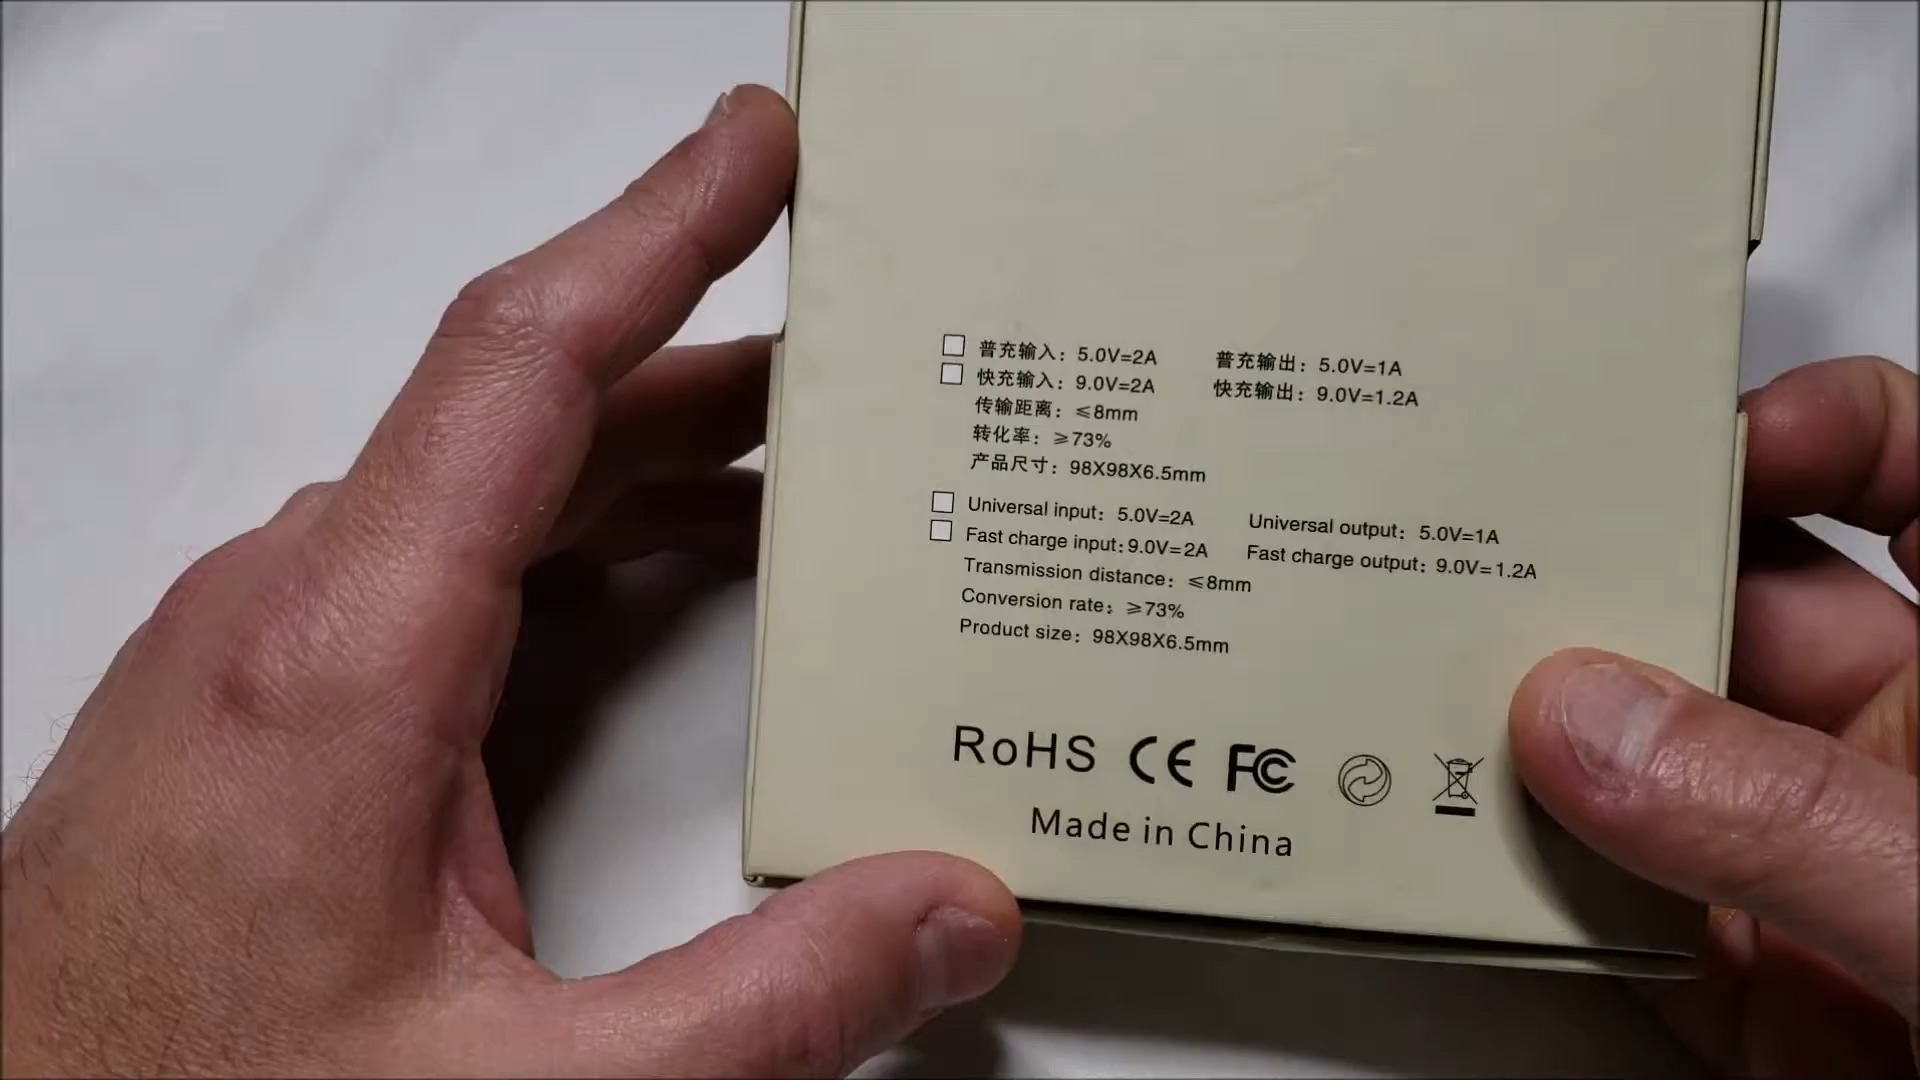 普充输入：5.0V=2A 普充输出：5.0V=1A
快充输入：9.0V=2A 快充输出：9.0V=1.2A
传输距离：≤8mm
转化率：≥73%
产品尺寸：98X98X6.5mm
Universal input：5.0V=2A Universal output：5.0V=1A
Fast charge input:9.0V=2A Fast charge output：9.0V=1.2A
Transmission distance：≤8mm
Conversion rate：≥73%
Product size：98X98X6.5mm
RoHS CE FC
Made in China